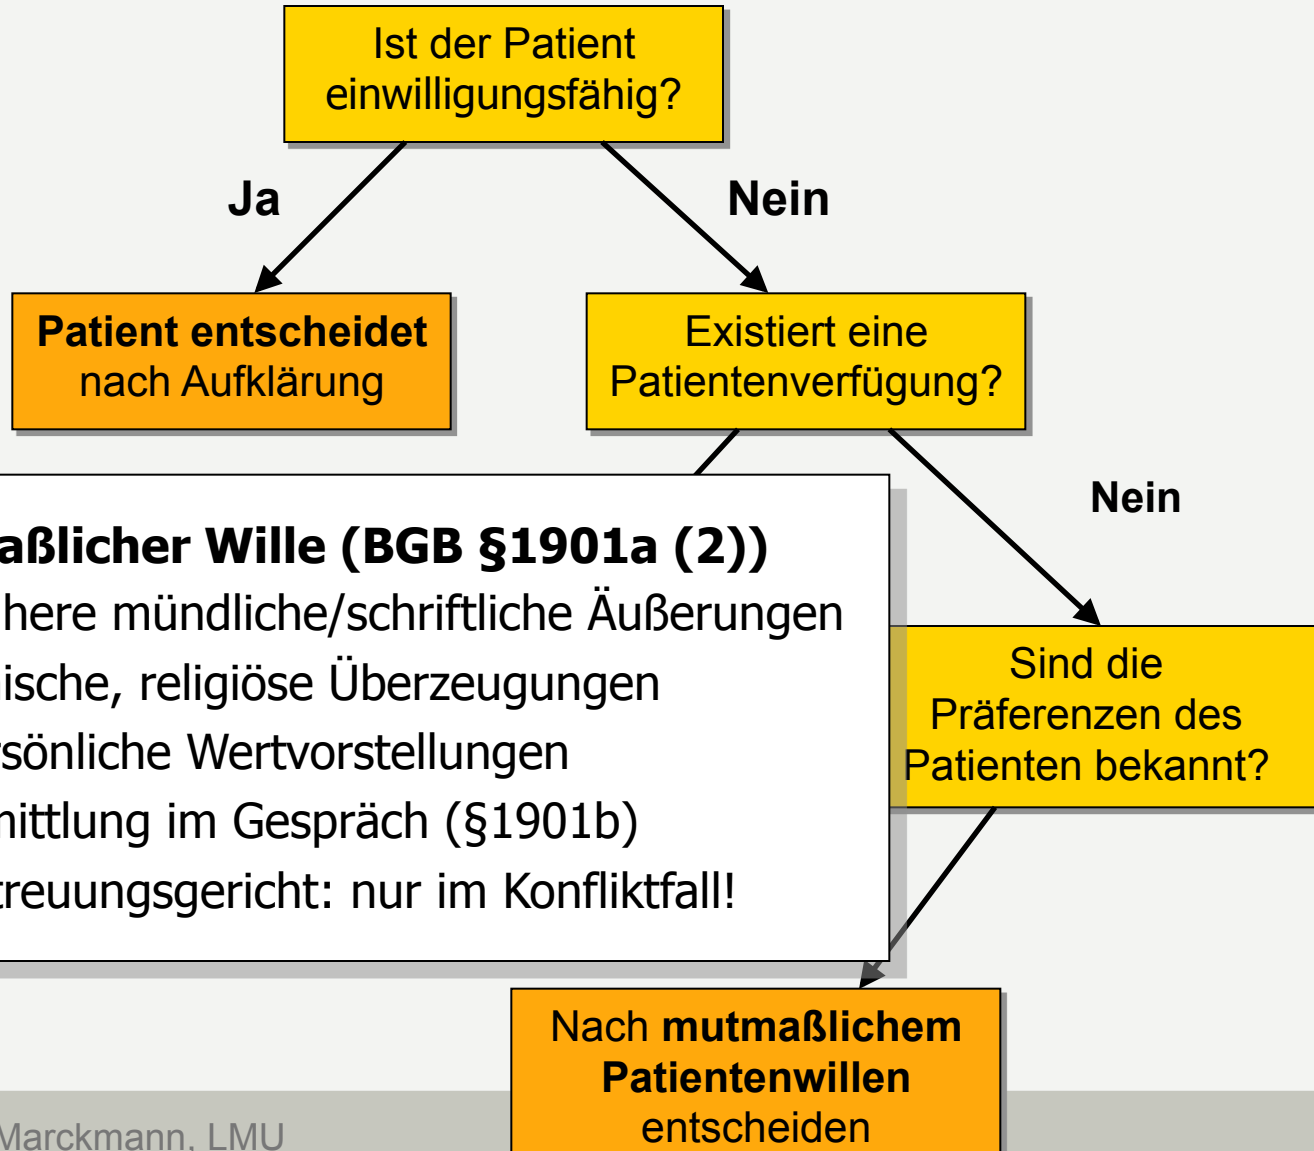 Ist der Patient
einwilligungsfähig?
Ja
Nein
Patient entscheidet
nach Aufklärung
Existiert eine
Patientenverfügung?
Nein
aßlicher Wille (BGB §1901a (2))
here mündliche/schriftliche Äußerungen
ische, religiöse Überzeugungen
rsönliche Wertvorstellungen
mittlung im Gespräch (§1901b)
treuungsgericht: nur im Konfliktfall!
Sind die
Präferenzen des
Patienten bekannt?
Nach mutmaßlichem
Patientenwillen
entscheiden
Marckmann, LMU